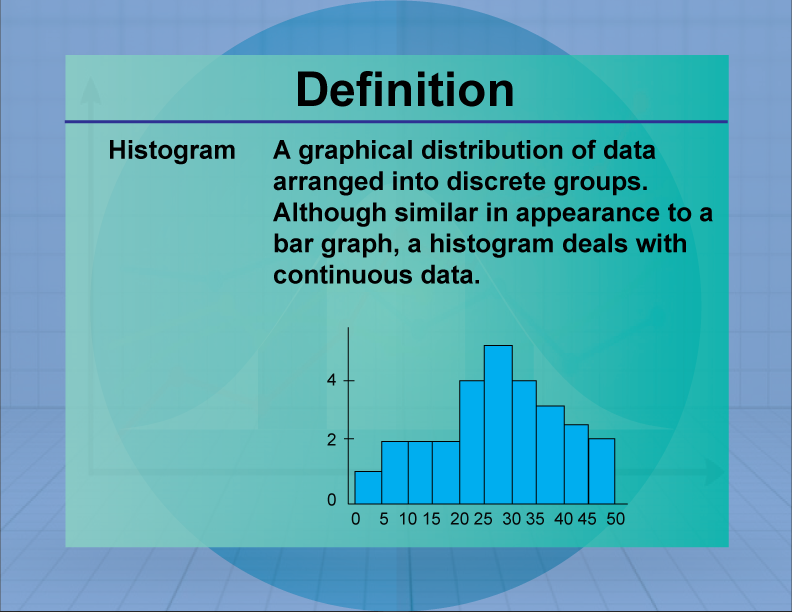 Definition
Histogram
A graphical distribution of data
arranged into discrete groups.
Although similar in appearance to a
bar graph, a histogram deals with
continuous data.
4
2
0
0 5 10 15 20 25 30 35 40 45 50